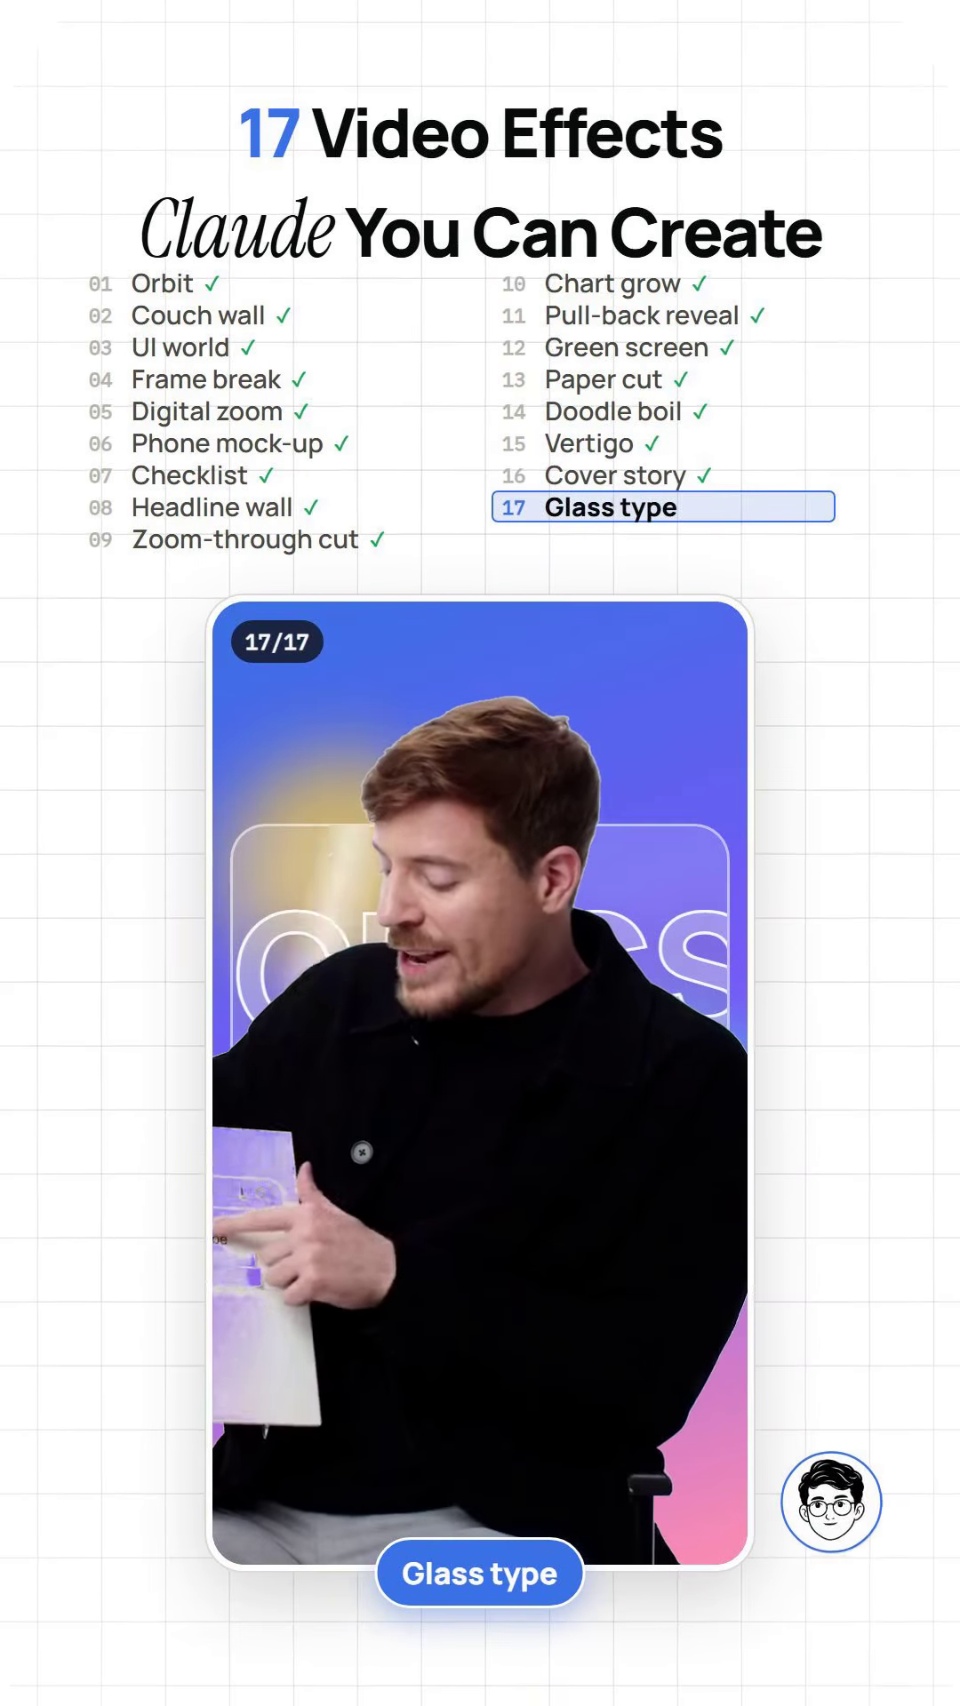 17 Video Effects
Claude You Can Create
01 Orbit ✓
02 Couch wall ✓
03 UI world ✓
04 Frame break ✓
05 Digital zoom ✓
06 Phone mock-up ✓
07 Checklist ✓
08 Headline wall ✓
09 Zoom-through cut ✓
10 Chart grow ✓
11 Pull-back reveal ✓
12 Green screen ✓
13 Paper cut ✓
14 Doodle boil ✓
15 Vertigo ✓
16 Cover story ✓
17 Glass type
17/17
Glass type